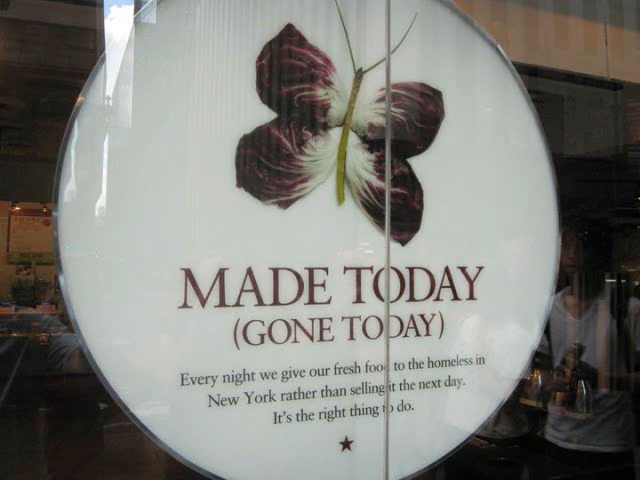 MADE TODAY
(GONE TODAY)
Every night we give our fresh food to the homeless in
New York rather than selling it the next day.
It's the right thing to do.